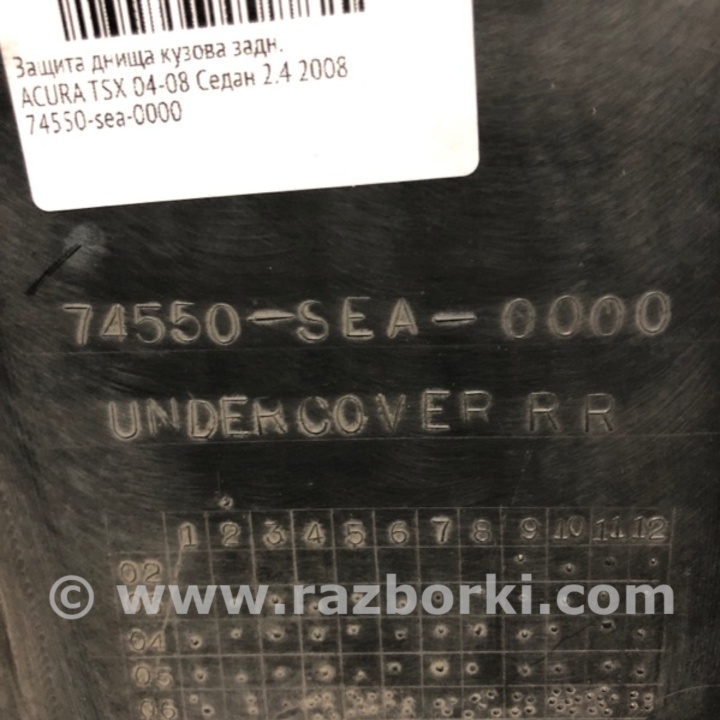 Защита днища кузова задн.
ACURA TSX 04-08 Седан 2.4 2008
74550-sea-0000
74550-SEA-0000
UNDERCOVER RR
1 2 3 4 5 6 7 8 9 10 11 12
02
© www.razborki.com
04
05
06